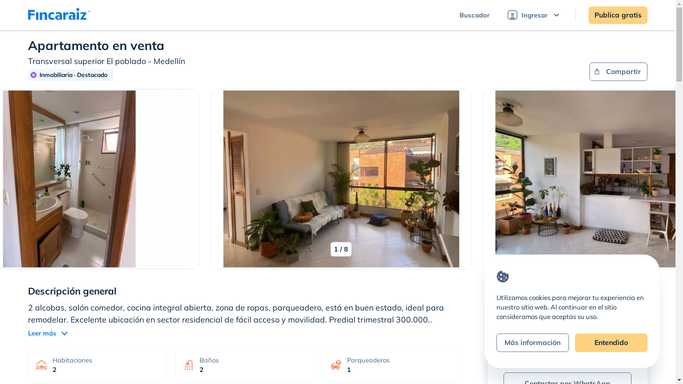 Fincaraiz
Buscador
Ingresar
Publica gratis
Apartamento en venta
Transversal superior El poblado - Medellín
Inmobiliaria · Destacado
Compartir
1 / 8
Descripción general
2 alcobas, salón comedor, cocina integral abierta, zona de ropas, parqueadero, está en buen estado, ideal para
remodelar. Excelente ubicación en sector residencial de fácil acceso y movilidad. Predial trimestral 300.000..
Leer más
Habitaciones
2
Baños
2
Parqueaderos
1
Utilizamos cookies para mejorar tu experiencia en
nuestro sitio web. Al continuar en el sitio
consideramos que aceptas su uso.
Más información
Entendido
Contactar por WhatsApp